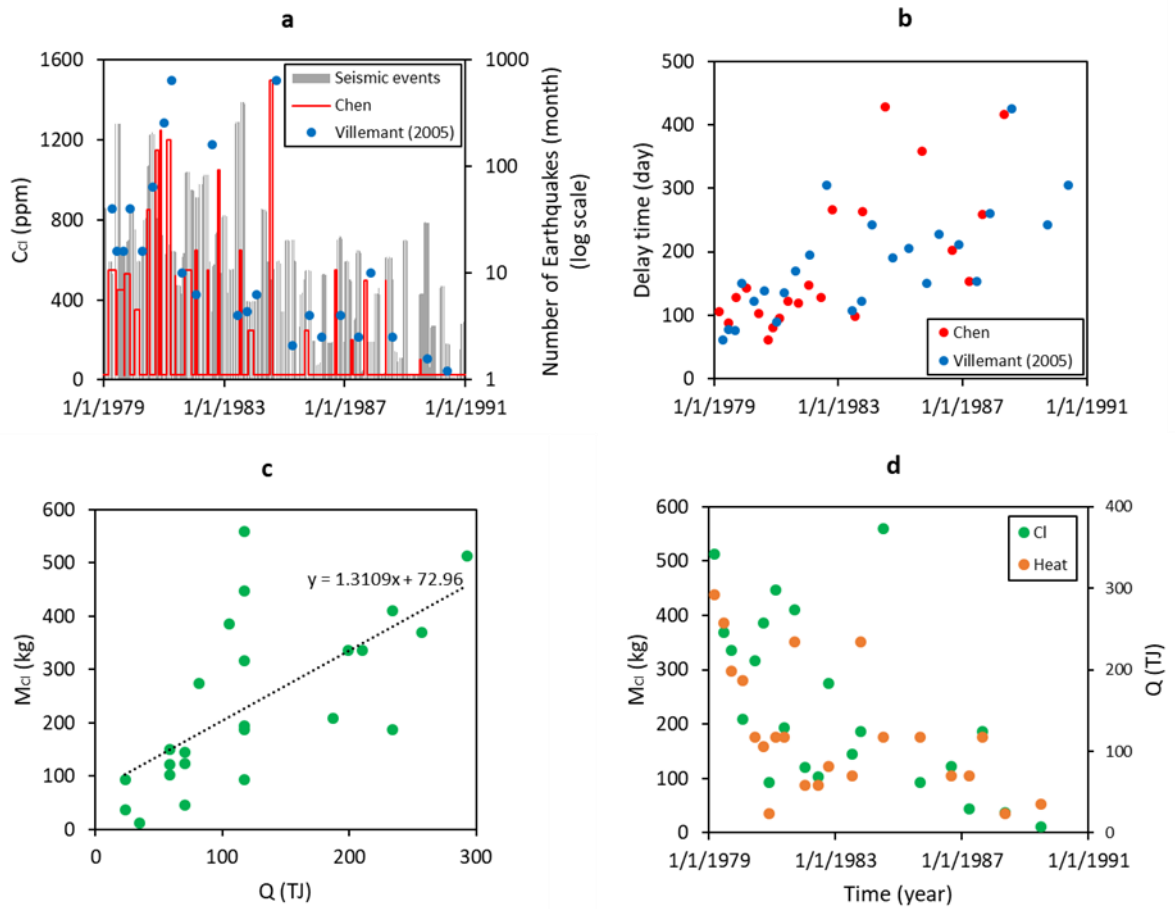 a
b
1600
1200
800
400
0
C_Cl (ppm)
Seismic events
Chen
Villemant (2005)
1000
100
10
1
Number of Earthquakes (month)
(log scale)
1/1/1979
1/1/1983
1/1/1987
1/1/1991
500
400
300
200
100
0
Delay time (day)
Chen
Villemant (2005)
1/1/1979
1/1/1983
1/1/1987
1/1/1991
c
d
600
500
400
300
200
100
0
M_Cl (kg)
y = 1.3109x + 72.96
0
100
200
300
Q (TJ)
600
500
400
300
200
100
0
M_Cl (kg)
Cl
Heat
400
300
200
100
0
Q (TJ)
1/1/1979
1/1/1983
1/1/1987
1/1/1991
Time (year)